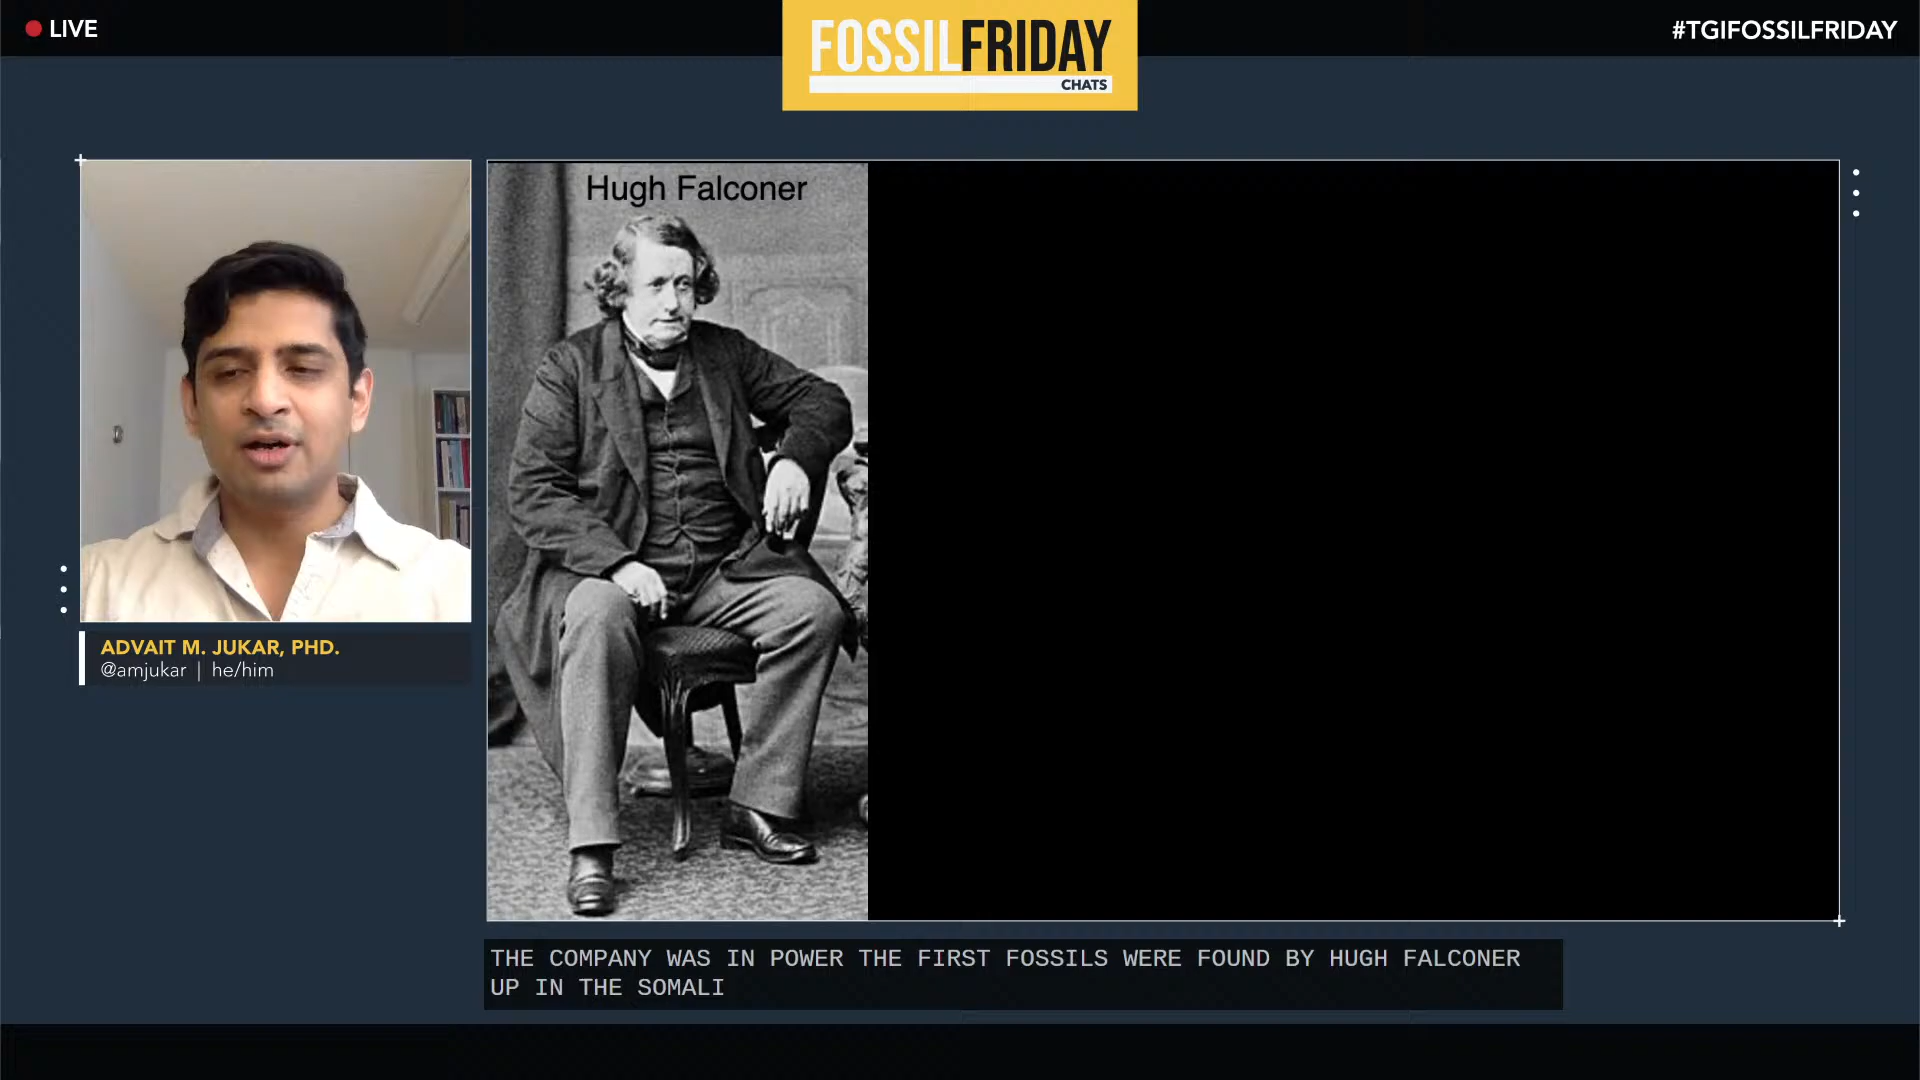 LIVE
FOSSILFRIDAY
CHATS
#TGIFOSSILFRIDAY
Hugh Falconer
ADVAIT M. JUKAR, PHD.
@amjukar | he/him
THE COMPANY WAS IN POWER THE FIRST FOSSILS WERE FOUND BY HUGH FALCONER
UP IN THE SOMALI